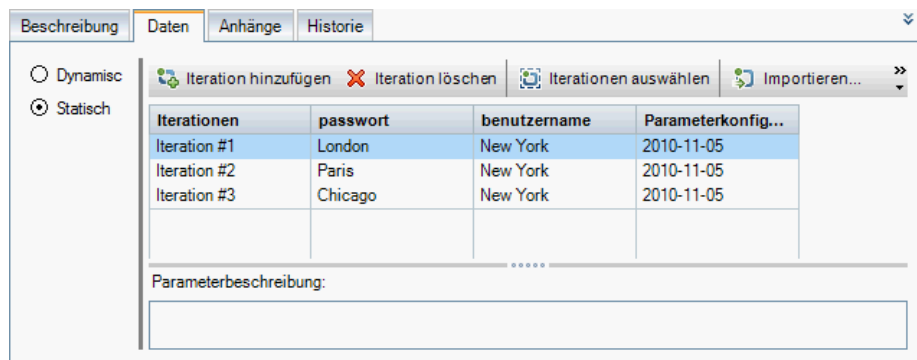 Beschreibung Daten Anhänge Historie
Dynamisc Iteration hinzufügen Iteration löschen Iterationen auswählen Importieren...
Statisch
Iterationen passwort benutzername Parameterkonfig...
Iteration #1 London New York 2010-11-05
Iteration #2 Paris New York 2010-11-05
Iteration #3 Chicago New York 2010-11-05
Parameterbeschreibung: